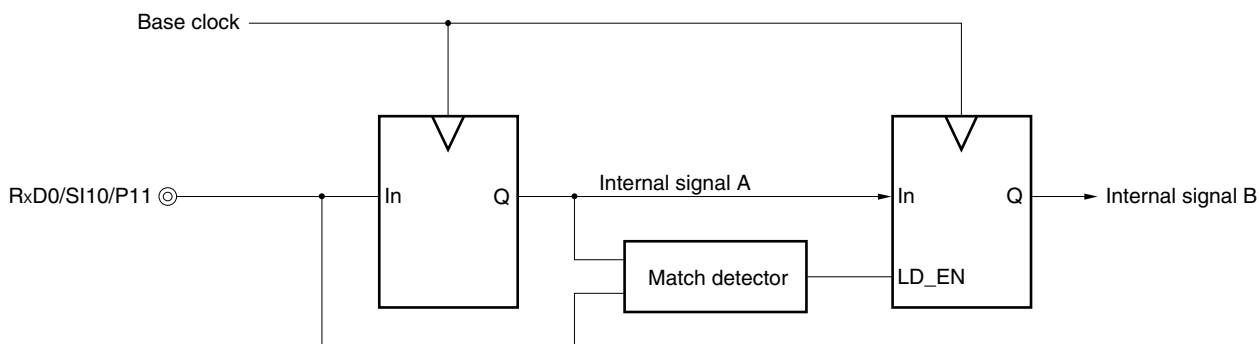 Base clock
RxD0/SI10/P11
In
Q
Internal signal A
In
Q
Internal signal B
Match detector
LD_EN